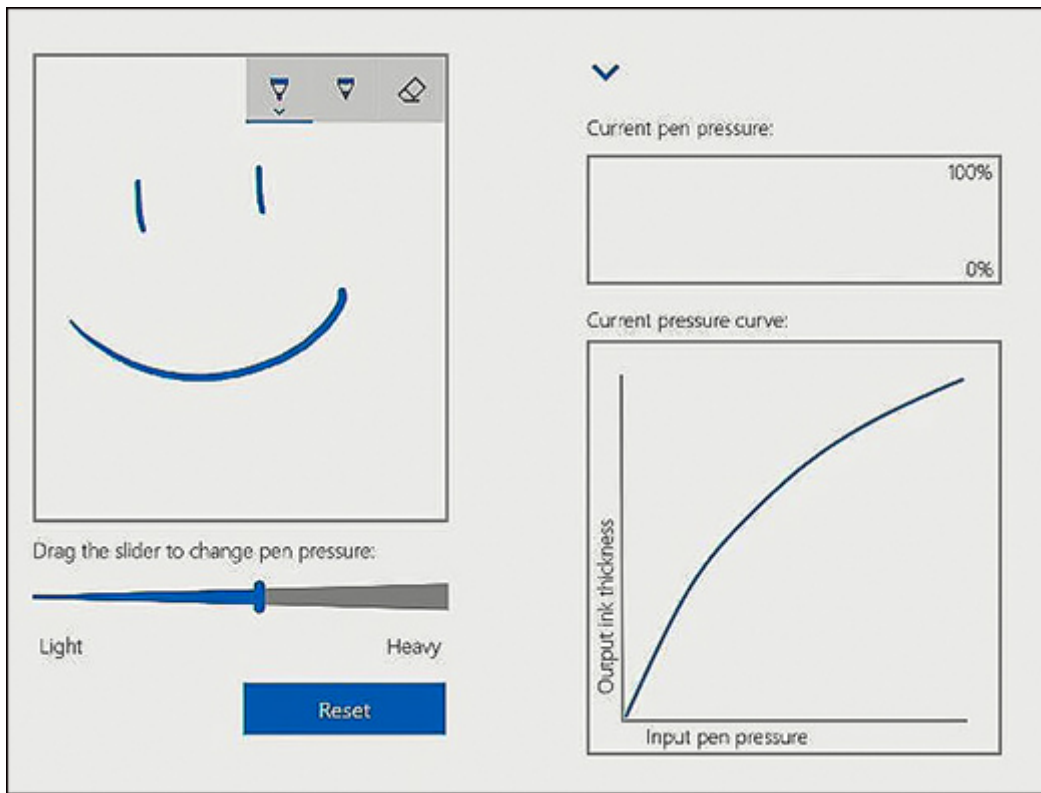 Current pen pressure:
100%
0%
Current pressure curve:
Output ink thickness
Input pen pressure
Drag the slider to change pen pressure:
Light
Heavy
Reset